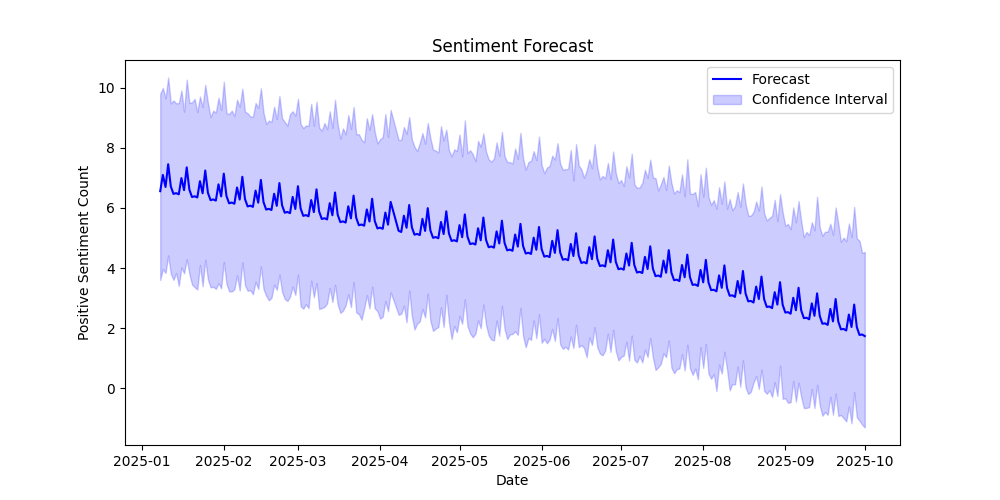 Sentiment Forecast
Forecast
Confidence Interval
Positive Sentiment Count
10
8
6
4
2
0
2025-01 2025-02 2025-03 2025-04 2025-05 2025-06 2025-07 2025-08 2025-09 2025-10
Date